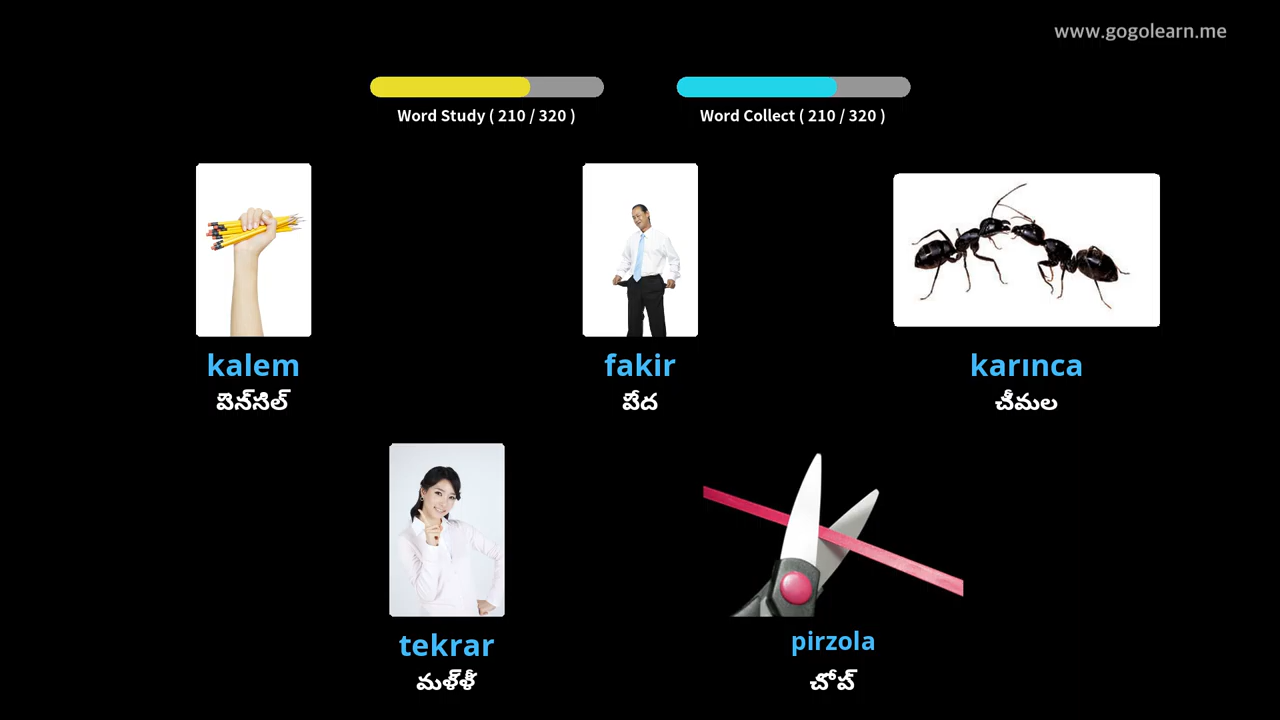 www.gogolearn.me
Word Study ( 210 / 320 )
Word Collect ( 210 / 320 )
kalem
పెన్సిల్
fakir
పేద
karınca
చీమల
tekrar
మళ్ళీ
pirzola
చోప్